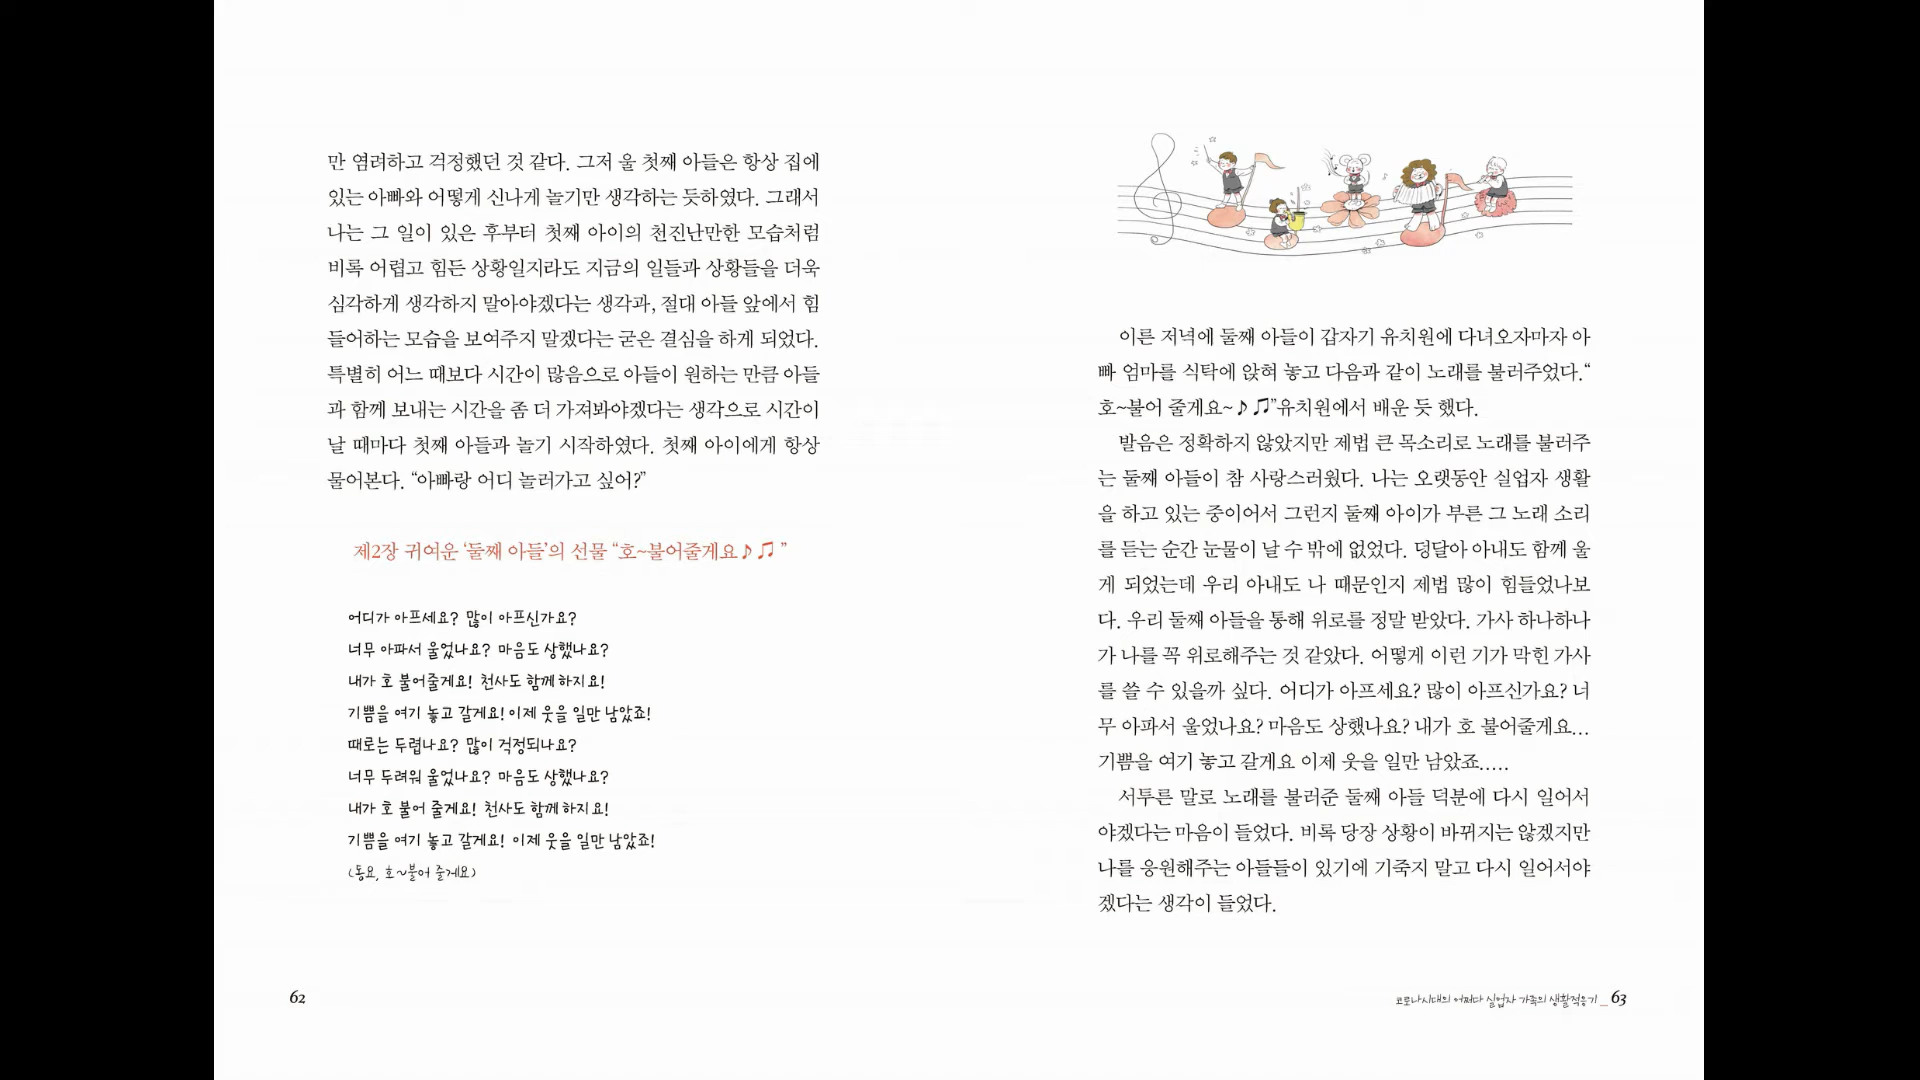 만 염려하고 걱정했던 것 같다. 그저 울 첫째 아들은 항상 집에
있는 아빠와 어떻게 신나게 놀기만 생각하는 듯하였다. 그래서
나는 그 일이 있은 후부터 첫째 아이의 천진난만한 모습처럼
비록 어렵고 힘든 상황일지라도 지금의 일들과 상황들을 더욱
심각하게 생각하지 말아야겠다는 생각과, 절대 아들 앞에서 힘
들어하는 모습을 보여주지 말겠다는 굳은 결심을 하게 되었다.
특별히 어느 때보다 시간이 많음으로 아들이 원하는 만큼 아들
과 함께 보내는 시간을 좀 더 가져봐야겠다는 생각으로 시간이
날 때마다 첫째 아들과 놀기 시작하였다. 첫째 아이에게 항상
물어본다. “아빠랑 어디 놀러가고 싶어?”
제2장 귀여운 ‘둘째 아들’의 선물 “호~불어줄게요♪♫ ”
어디가 아프세요? 많이 아프신가요?
너무 아파서 울었나요? 마음도 상했나요?
내가 호 불어줄게요! 천사도 함께 하지요!
기쁨을 여기 놓고 갈게요! 이제 웃을 일만 남았죠!
때로는 두렵나요? 많이 걱정되나요?
너무 두려워 울었나요? 마음도 상했나요?
내가 호 불어 줄게요! 천사도 함께 하지요!
기쁨을 여기 놓고 갈게요! 이제 웃을 일만 남았죠!
(동요, 호~불어 줄게요)
62
이른 저녁에 둘째 아들이 갑자기 유치원에 다녀오자마자 아
빠 엄마를 식탁에 앉혀 놓고 다음과 같이 노래를 불러주었다.“
호~불어 줄게요~♪♫”유치원에서 배운 듯 했다.
발음은 정확하지 않았지만 제법 큰 목소리로 노래를 불러주
는 둘째 아들이 참 사랑스러웠다. 나는 오랫동안 실업자 생활
을 하고 있는 중이어서 그런지 둘째 아이가 부른 그 노래 소리
를 듣는 순간 눈물이 날 수 밖에 없었다. 덩달아 아내도 함께 울
게 되었는데 우리 아내도 나 때문인지 제법 많이 힘들었나보
다. 우리 둘째 아들을 통해 위로를 정말 받았다. 가사 하나하나
가 나를 꼭 위로해주는 것 같았다. 어떻게 이런 기가 막힌 가사
를 쓸 수 있을까 싶다. 어디가 아프세요? 많이 아프신가요? 너
무 아파서 울었나요? 마음도 상했나요? 내가 호 불어줄게요…
기쁨을 여기 놓고 갈게요 이제 웃을 일만 남았죠…..
서투른 말로 노래를 불러준 둘째 아들 덕분에 다시 일어서
야겠다는 마음이 들었다. 비록 당장 상황이 바뀌지는 않겠지만
나를 응원해주는 아들들이 있기에 기죽지 말고 다시 일어서야
겠다는 생각이 들었다.
코로나시대의 어쩌다 실업자 가족의 생활적응기 _ 63